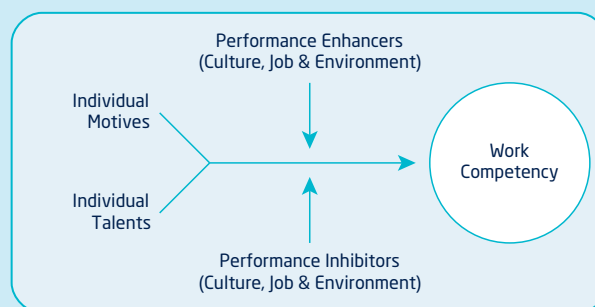 Performance Enhancers
(Culture, Job & Environment)
Individual
Motives
Work
Competency
Individual
Talents
Performance Inhibitors
(Culture, Job & Environment)